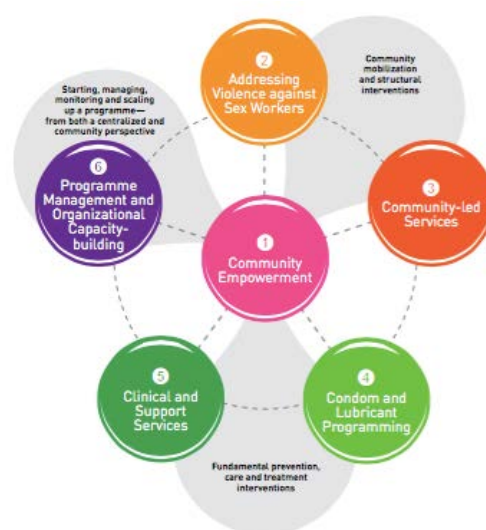 2
Addressing
Violence against
Sex Workers
Community
mobilization
and structural
interventions
Starting, managing,
monitoring and scaling
up a programme—
from both a centralized and
community perspective
6
Programme
Management and
Organizational
Capacity-
building
3
Community-led
Services
1
Community
Empowerment
5
Clinical and
Support
Services
4
Condom and
Lubricant
Programming
Fundamental prevention,
care and treatment
interventions